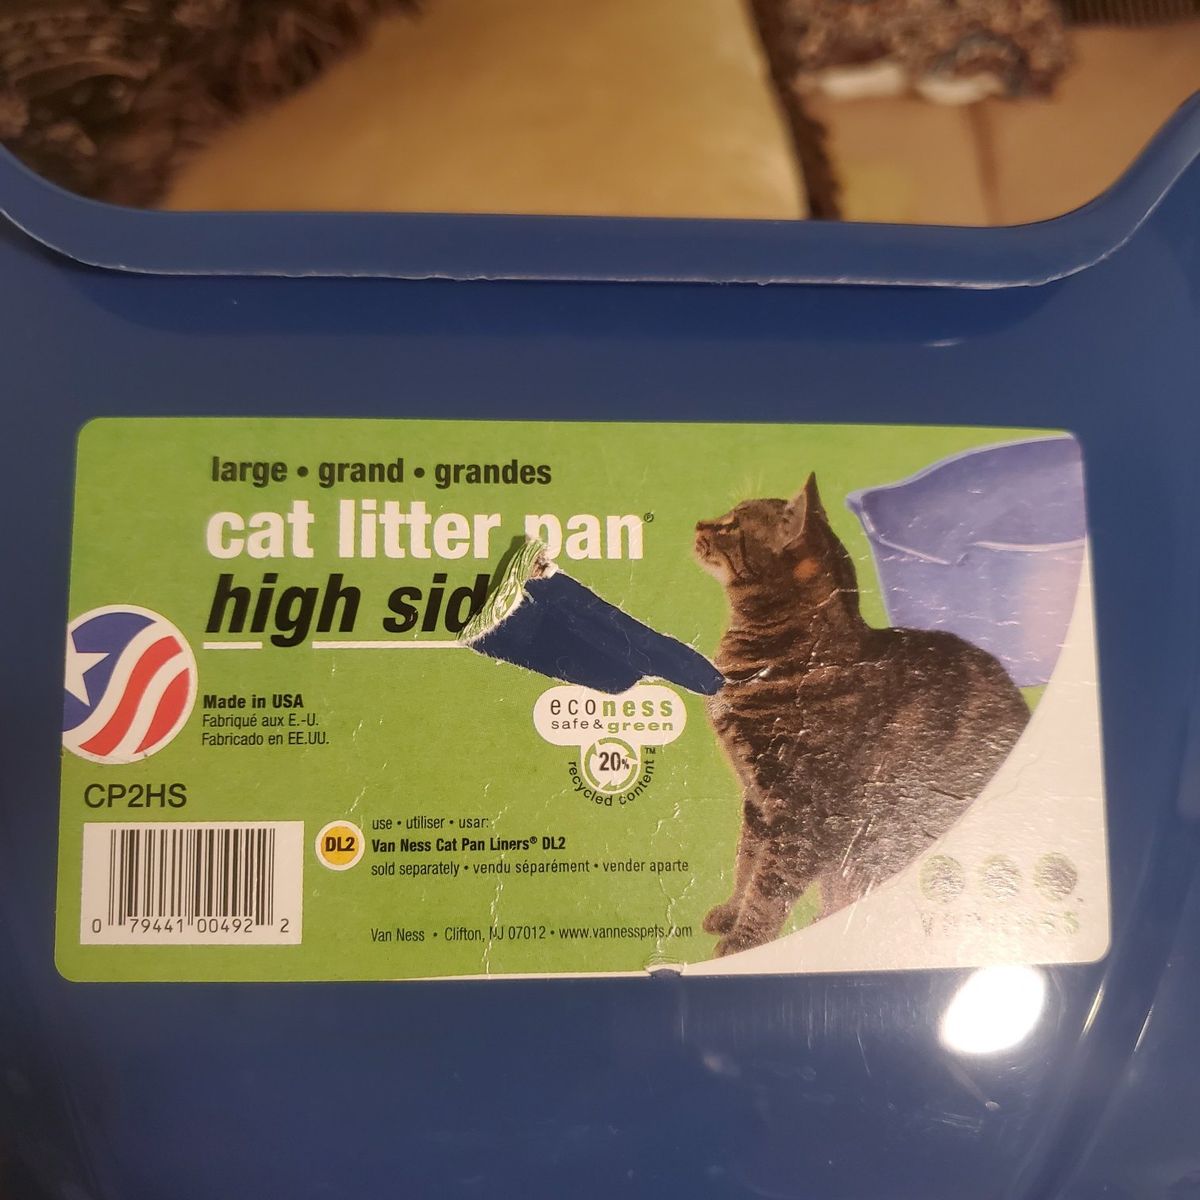 large • grand • grandes
cat litter pan®
high sid
Made in USA
Fabriqué aux E.-U.
Fabricado en EE.UU.
econess
safe & green
20%
recycled content™
CP2HS
DL2
use • utiliser • usar:
Van Ness Cat Pan Liners® DL2
sold separately • vendu séparément • vender aparte
0 79441 00492 2
Van Ness • Clifton, NJ 07012 • www.vannesspets.com